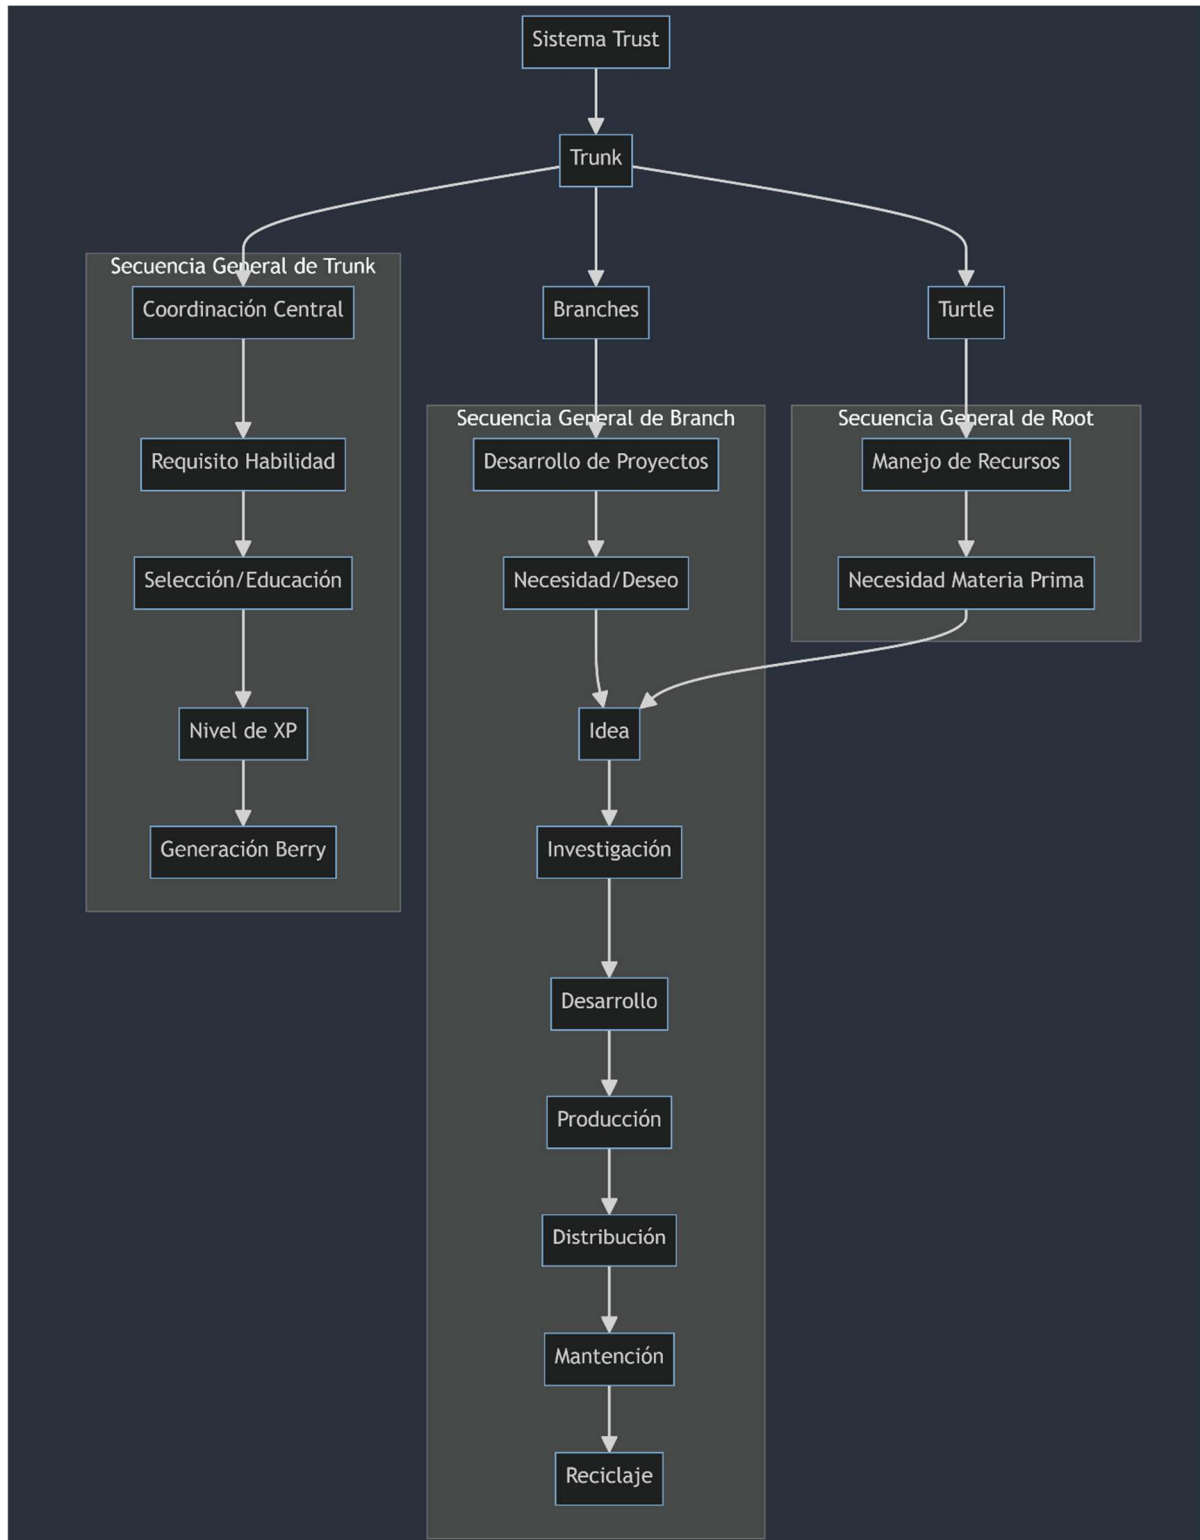 Sistema Trust
Trunk
Secuencia General de Trunk
Coordinación Central
Branches
Turtle
Secuencia General de Branch
Secuencia General de Root
Requisito Habilidad
Desarrollo de Proyectos
Manejo de Recursos
Selección/Educación
Necesidad/Deseo
Necesidad Materia Prima
Nivel de XP
Idea
Generación Berry
Investigación
Desarrollo
Producción
Distribución
Mantención
Reciclaje